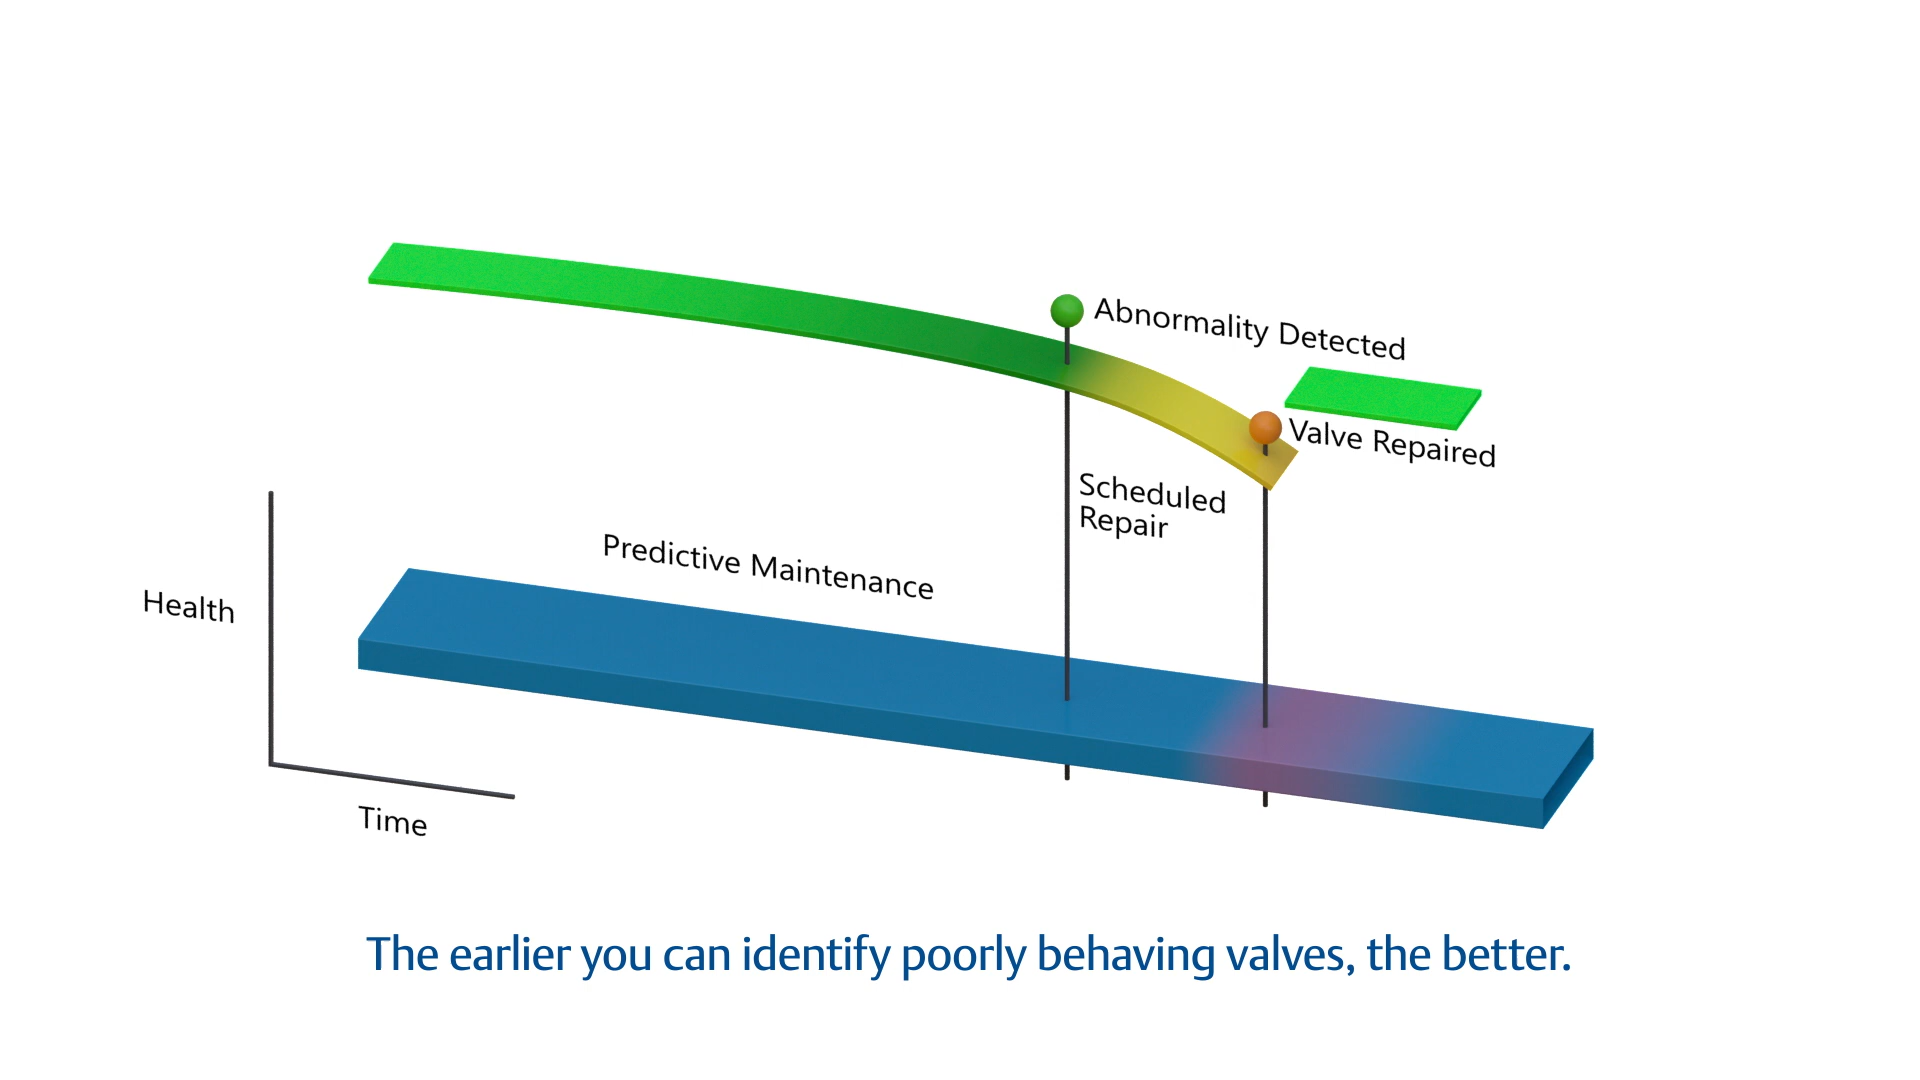 Abnormality Detected
Valve Repaired
Scheduled
Repair
Predictive Maintenance
Health
Time
The earlier you can identify poorly behaving valves, the better.